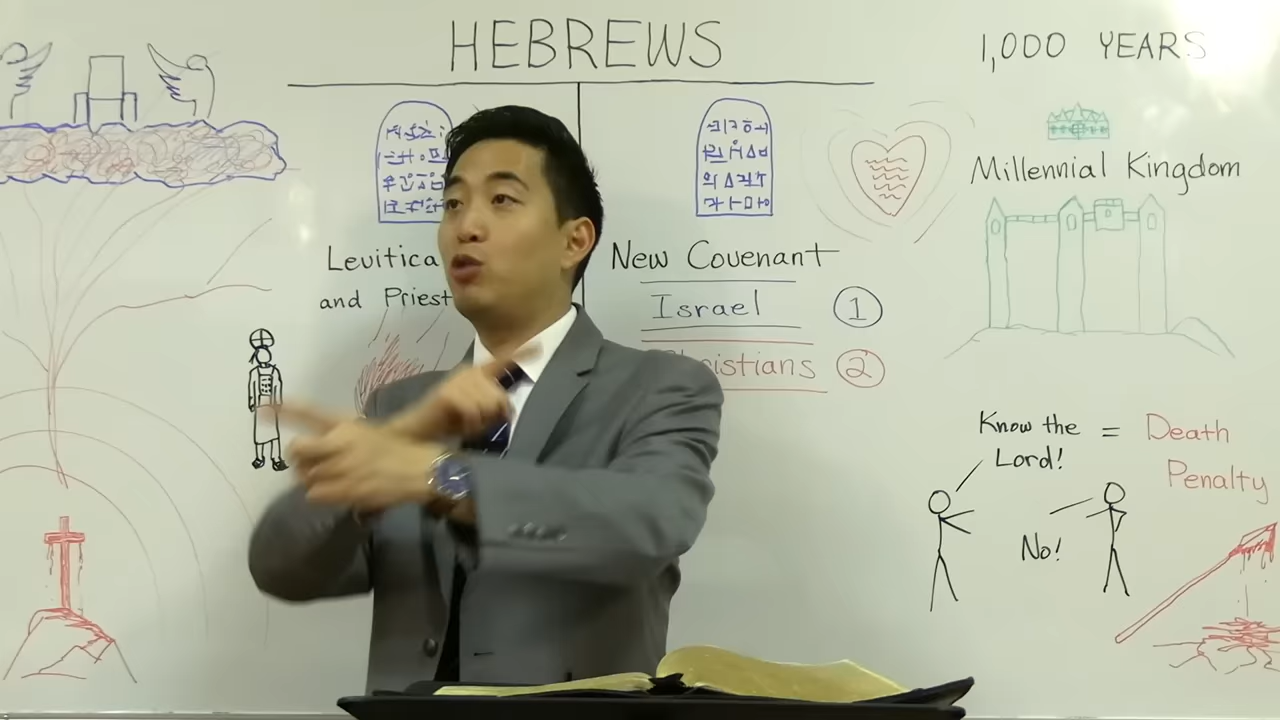 HEBREWS
1,000 YEARS
Millennial Kingdom
Levitica
and Priest
New Covenant
Israel 1
istians 2
Know the
Lord!
= Death
Penalty
No!